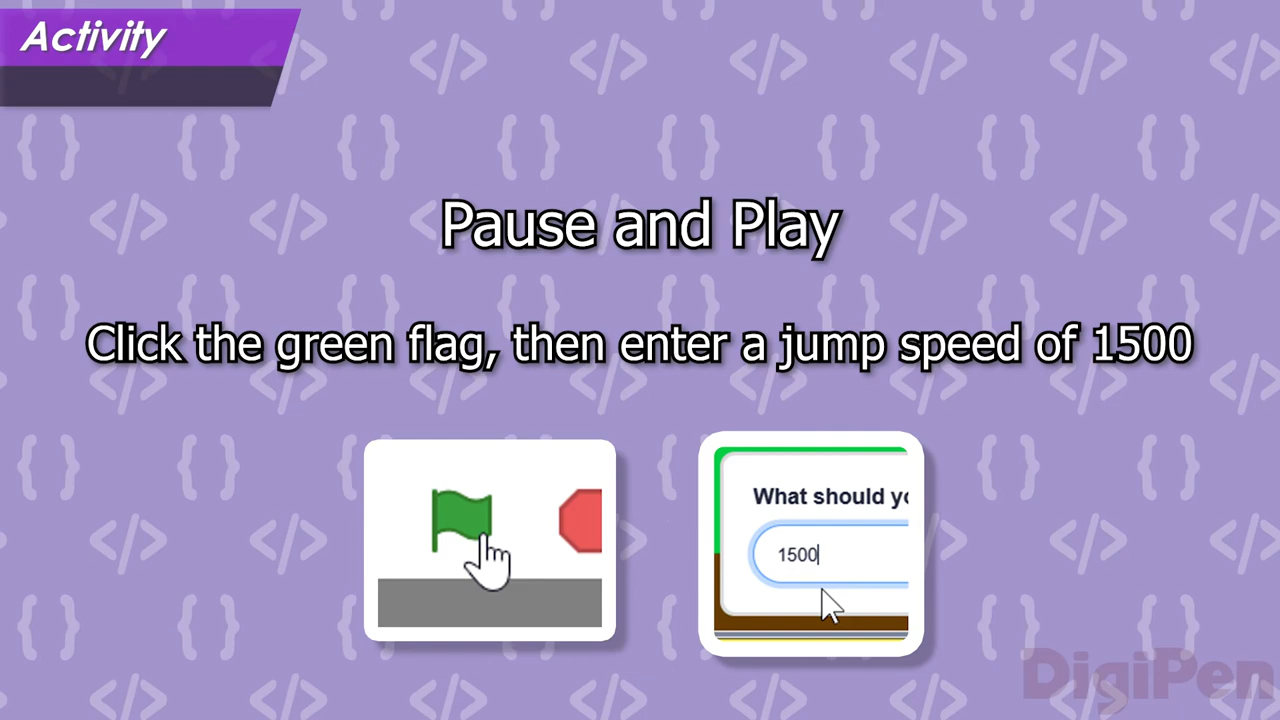 Activity
Pause and Play
Click the green flag, then enter a jump speed of 1500
What should yo
1500
DigiPen